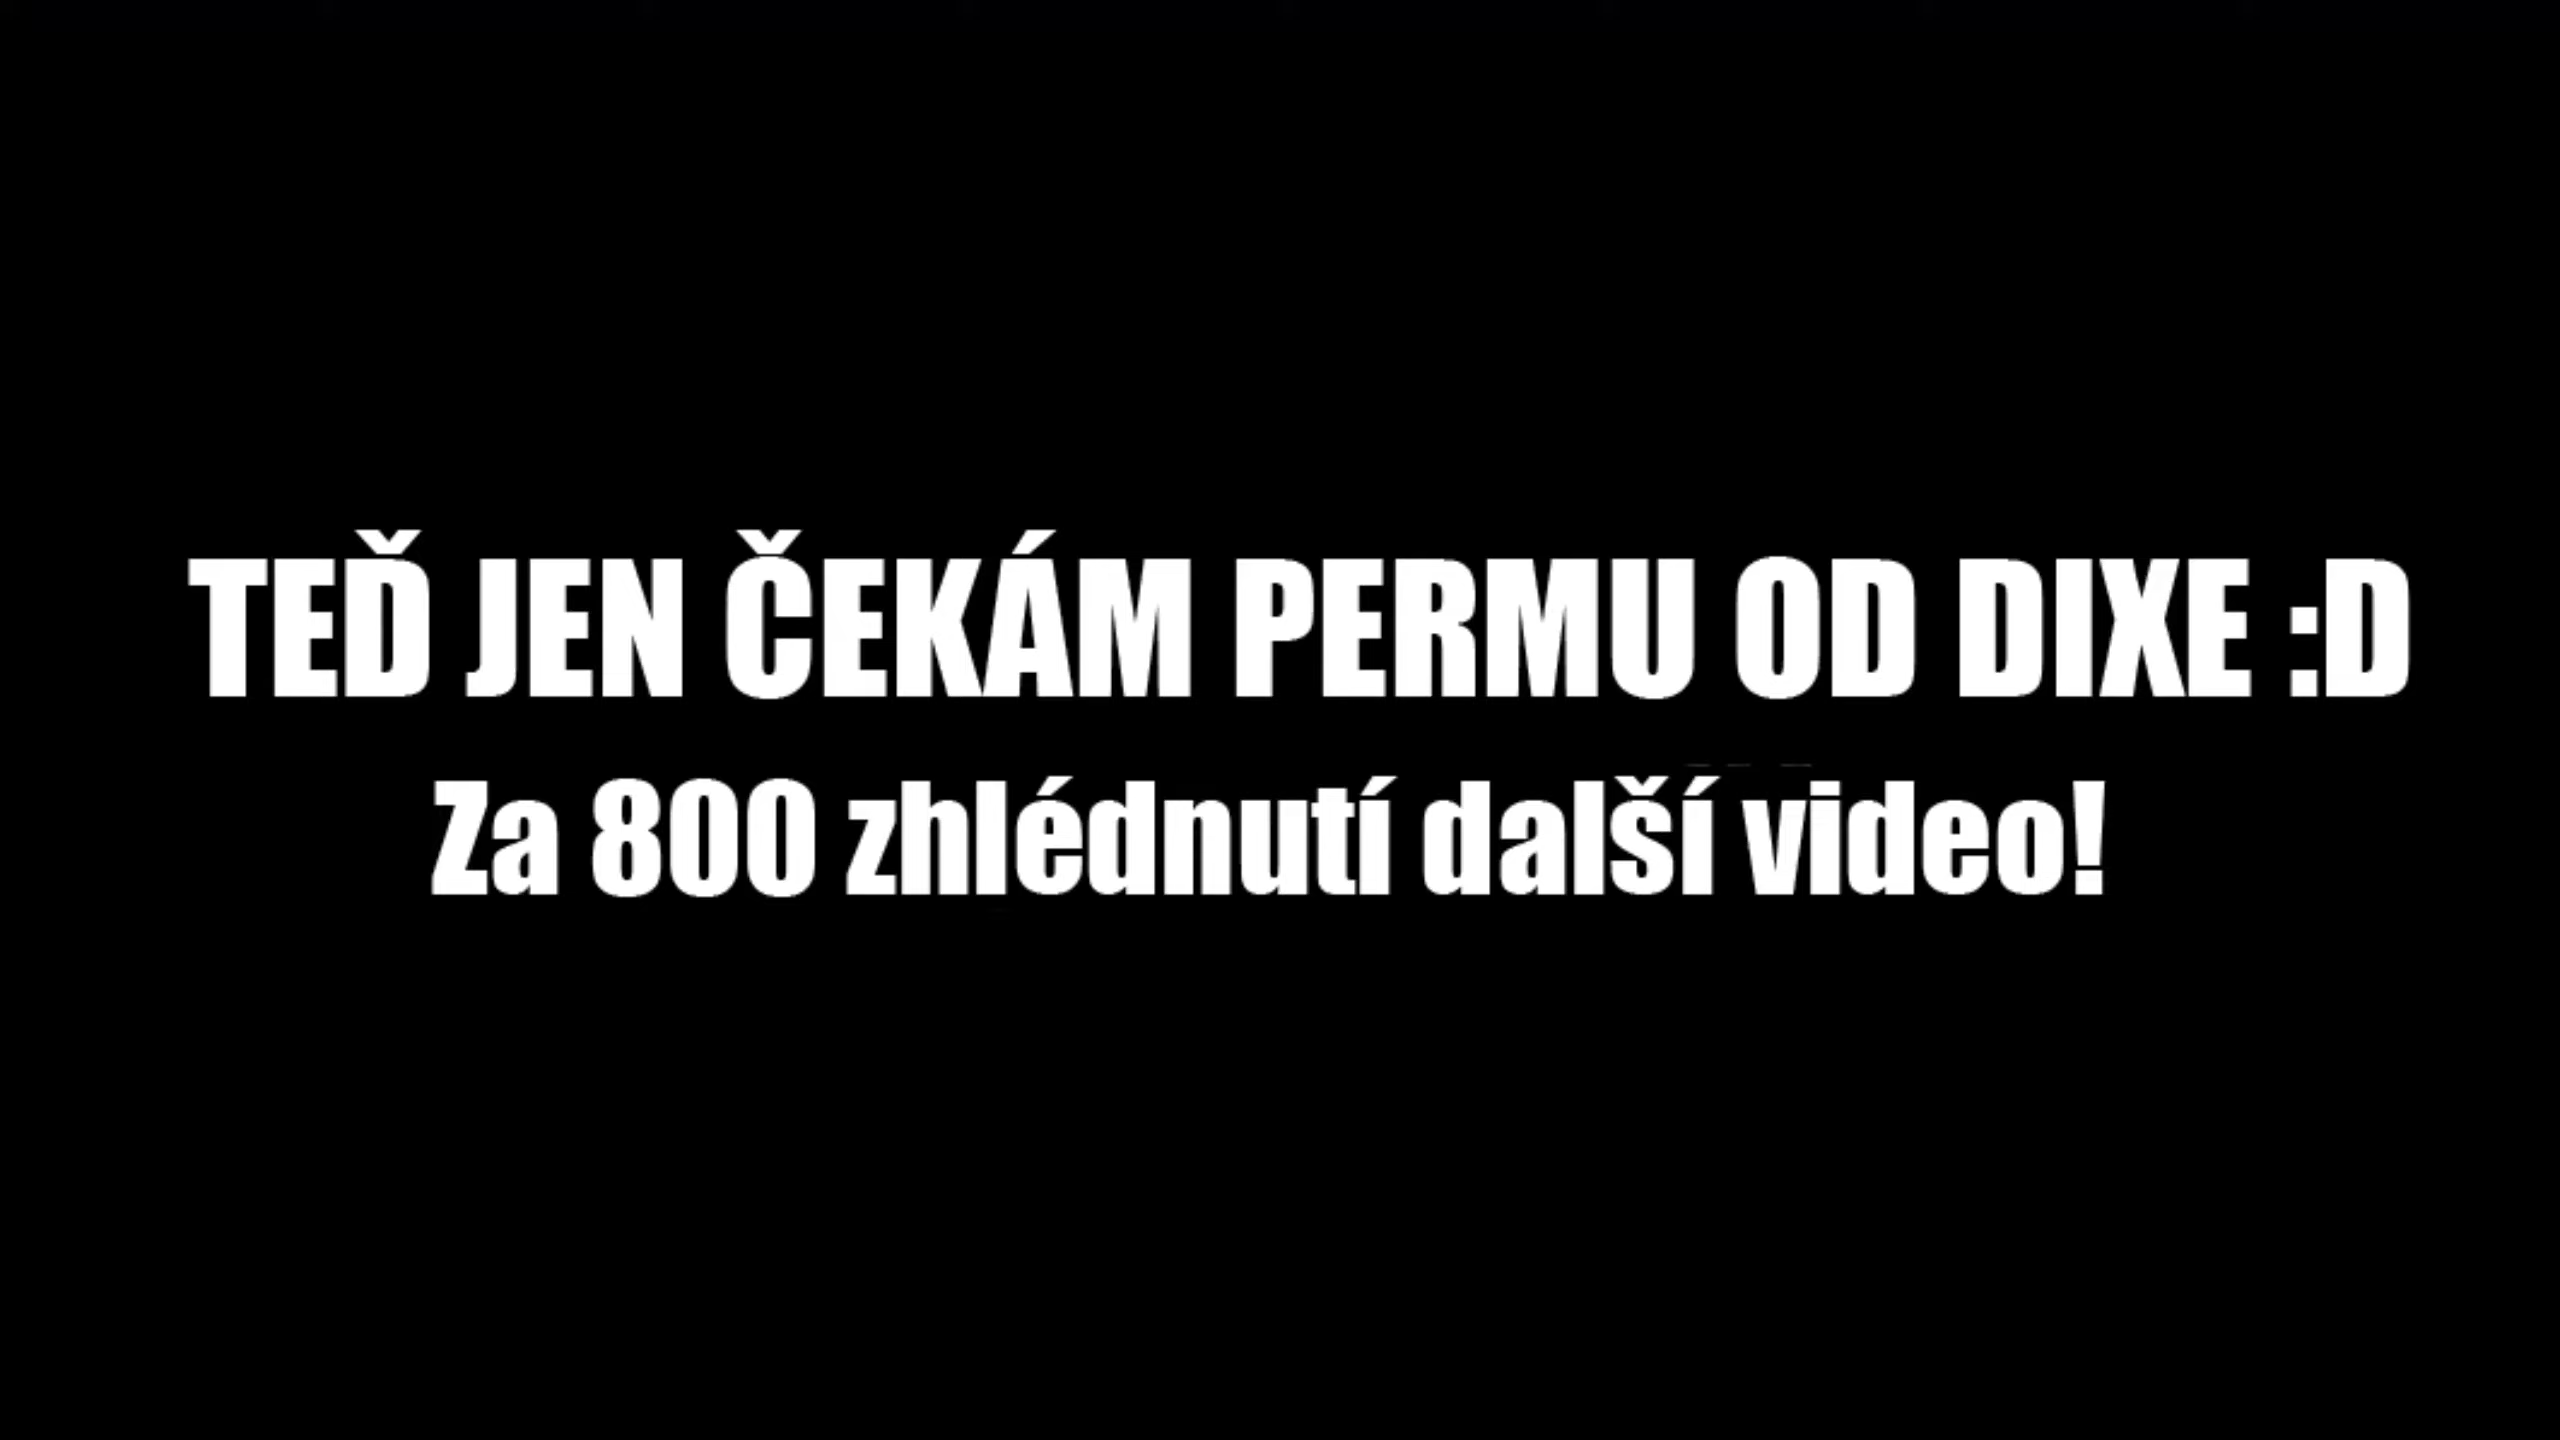 TEĎ JEN ČEKÁM PERMU OD DIXE :D
Za 800 zhlédnutí další video!